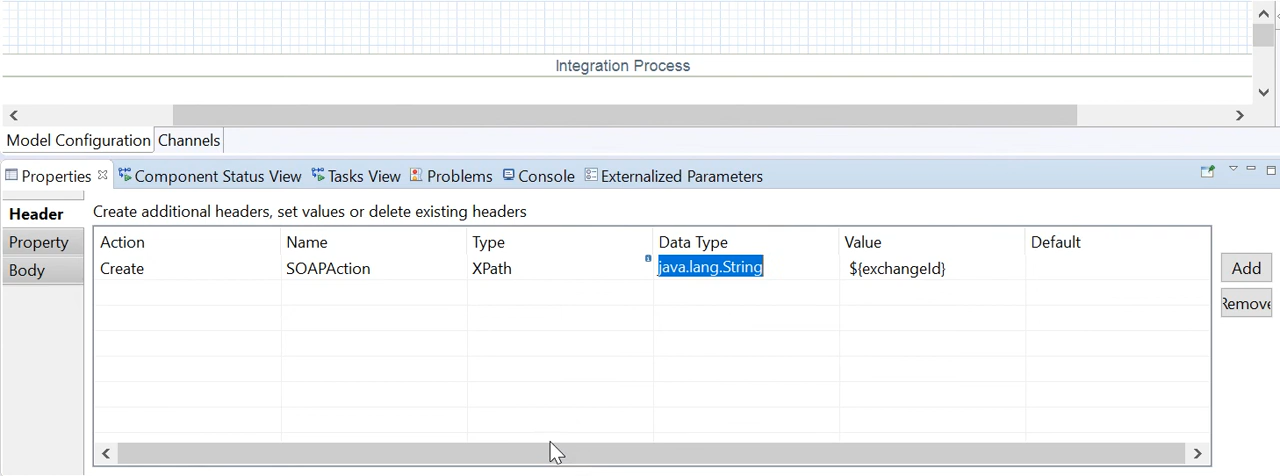 Integration Process
Model Configuration Channels
Properties Component Status View Tasks View Problems Console Externalized Parameters
Header
Property
Body
Create additional headers, set values or delete existing headers
Action Name Type Data Type Value Default
Create SOAPAction XPath java.lang.String ${exchangeId}
Add
Remove